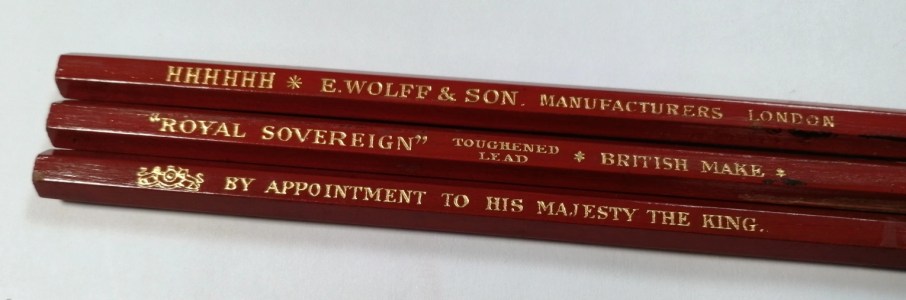 HHHHHH * E. WOLFF & SON. MANUFACTURERS LONDON
"ROYAL SOVEREIGN" TOUGHENED LEAD * BRITISH MAKE *
BY APPOINTMENT TO HIS MAJESTY THE KING.